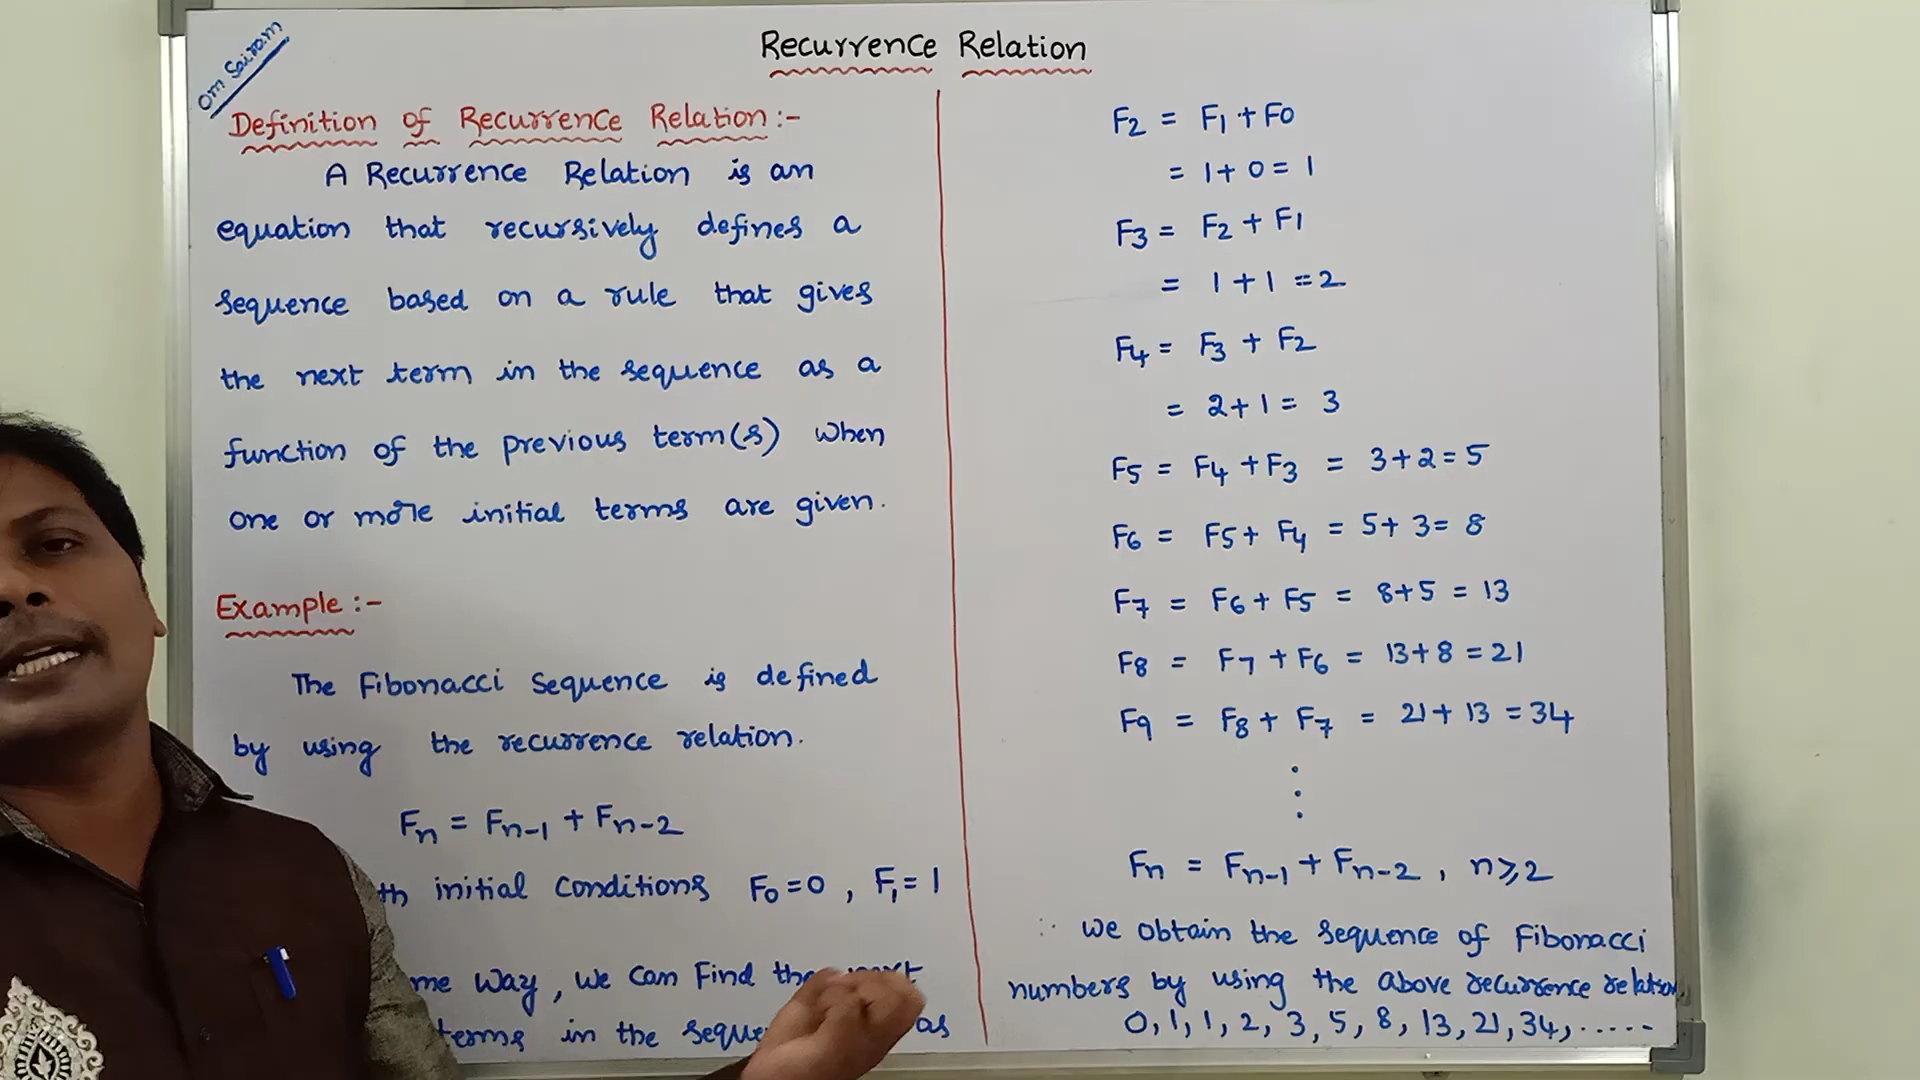 Om Sairam
Recurrence Relation
Definition of Recurrence Relation :-
A Recurrence Relation is an
equation that recursively defines a
sequence based on a rule that gives
the next term in the sequence as a
function of the previous term(s) when
one or more initial terms are given.
Example :-
The Fibonacci Sequence is defined
by using the recurrence relation.
Fn = Fn-1 + Fn-2
th initial Conditions F0 = 0 , F1 = 1
me way, we can Find the next
terms in the seque as
F2 = F1 + F0
= 1 + 0 = 1
F3 = F2 + F1
= 1 + 1 = 2
F4 = F3 + F2
= 2 + 1 = 3
F5 = F4 + F3 = 3 + 2 = 5
F6 = F5 + F4 = 5 + 3 = 8
F7 = F6 + F5 = 8 + 5 = 13
F8 = F7 + F6 = 13 + 8 = 21
F9 = F8 + F7 = 21 + 13 = 34
⋮
Fn = Fn-1 + Fn-2 , n ⩾ 2
∴ we obtain the sequence of Fibonacci
numbers by using the above recurrence relation
0, 1, 1, 2, 3, 5, 8, 13, 21, 34, .....